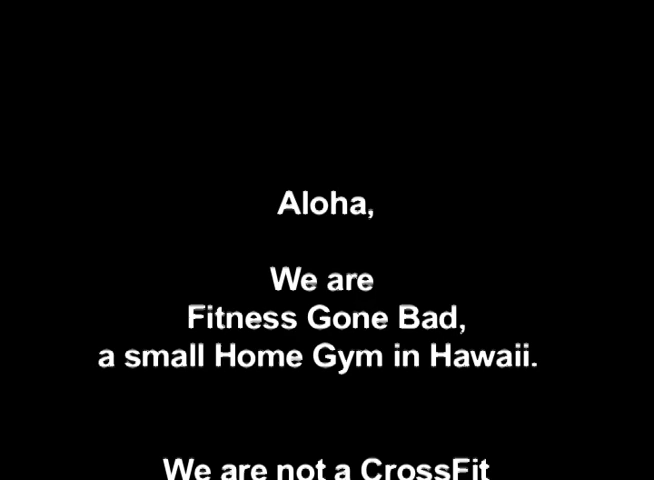 Aloha,
We are
Fitness Gone Bad,
a small Home Gym in Hawaii.
We are not a CrossFit